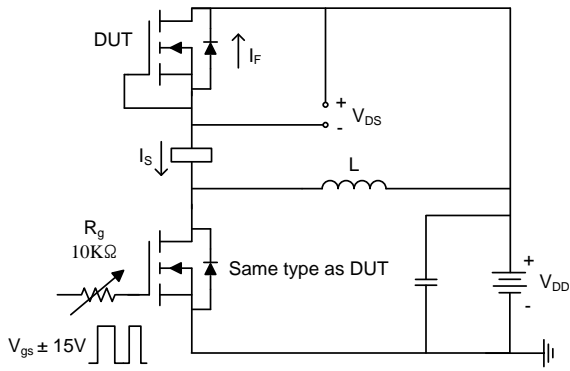 DUT
I_F
+
V_DS
-
I_S
L
R_g
10KΩ
Same type as DUT
+
V_DD
-
V_gs ± 15V